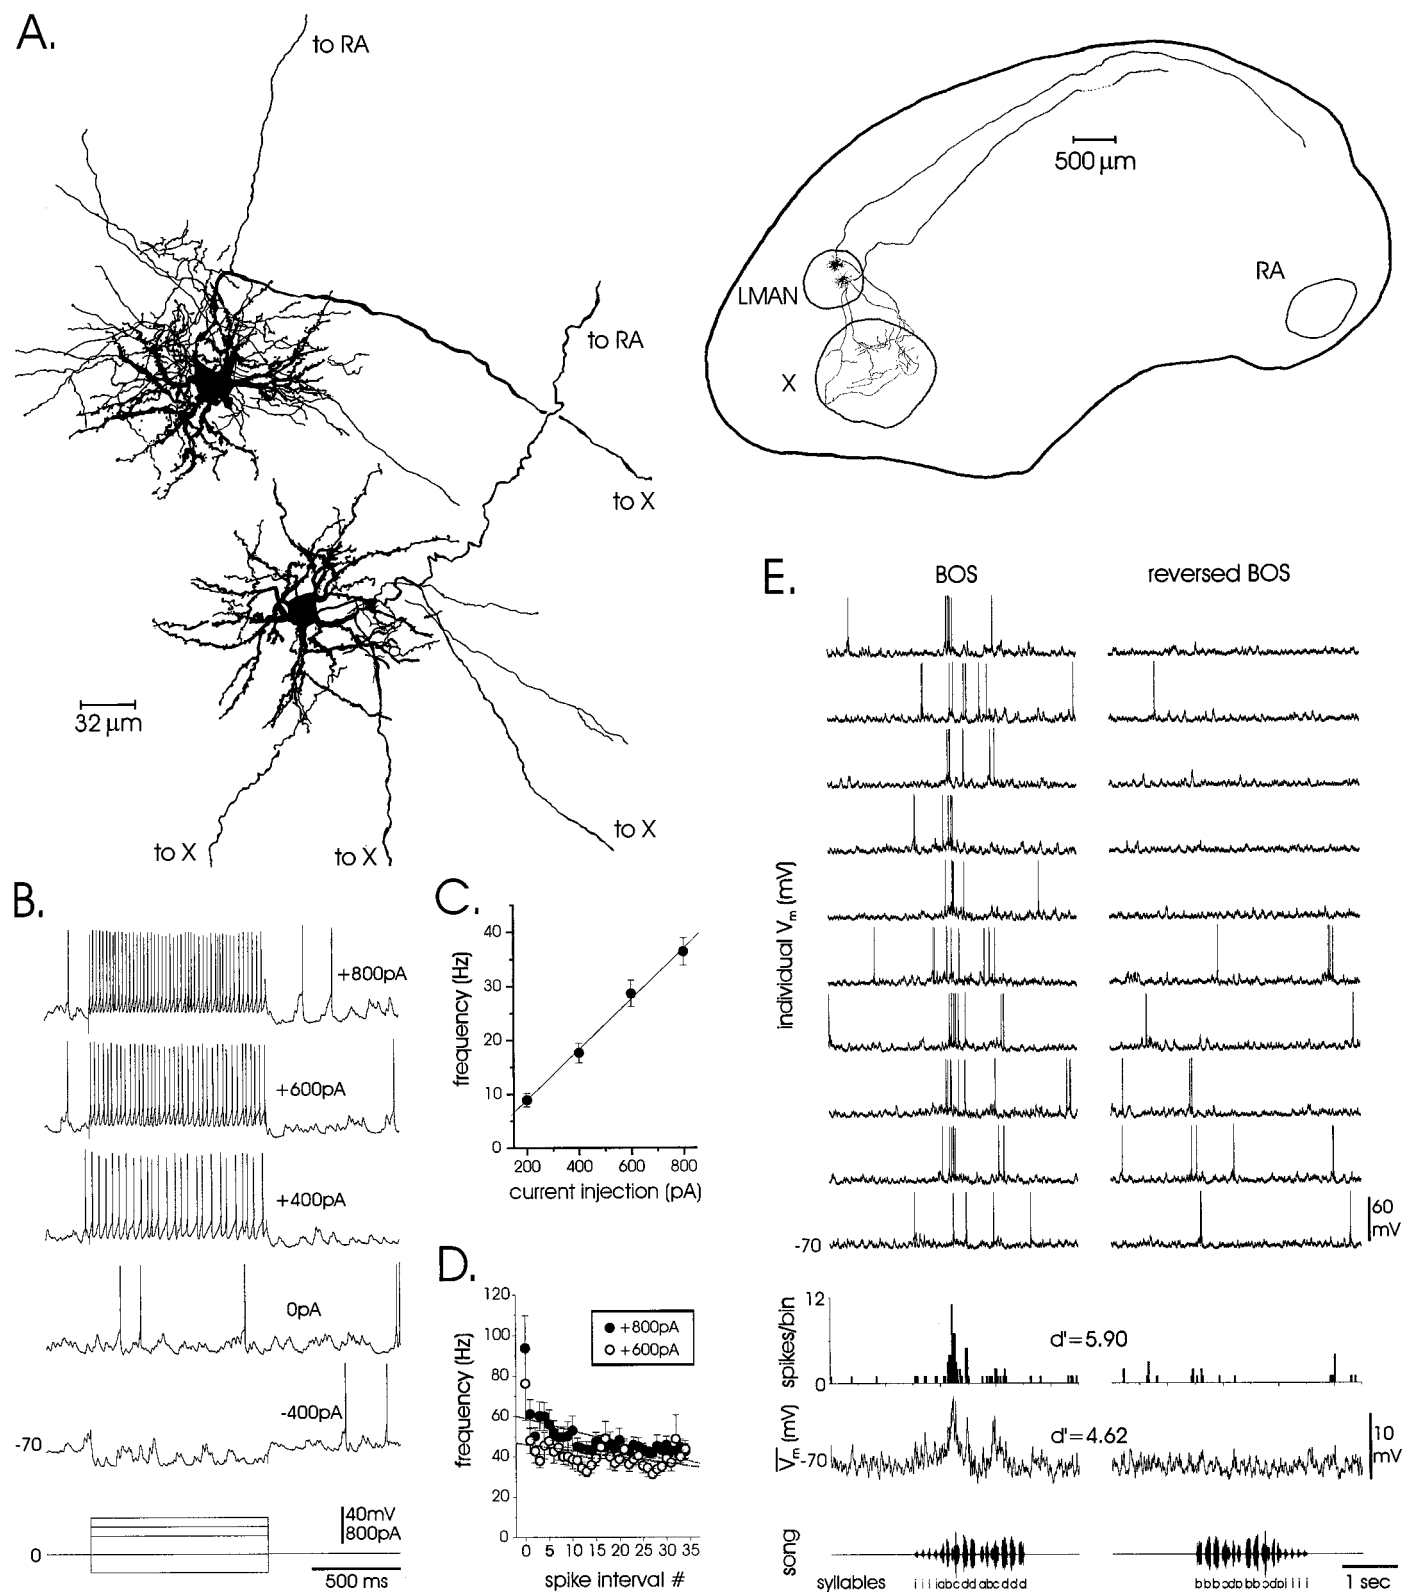 A.
to RA
to RA
to X
to X
to X
to X
32 μm
500 μm
LMAN
RA
X
B.
+800pA
+600pA
+400pA
0pA
-400pA
-70
40mV
800pA
0
500 ms
C.
frequency (Hz)
40
30
20
10
0
200 400 600 800
current injection (pA)
D.
frequency (Hz)
120
100
80
60
40
20
0
+800pA
+600pA
0 5 10 15 20 25 30 35
spike interval #
E.
BOS reversed BOS
individual Vm (mV)
-70
60
mV
spikes/bin
12
0
d'=5.90
Vm (mV)
-70
d'=4.62
10
mV
song
syllables
i i i iabc dd abc d d d
1 sec